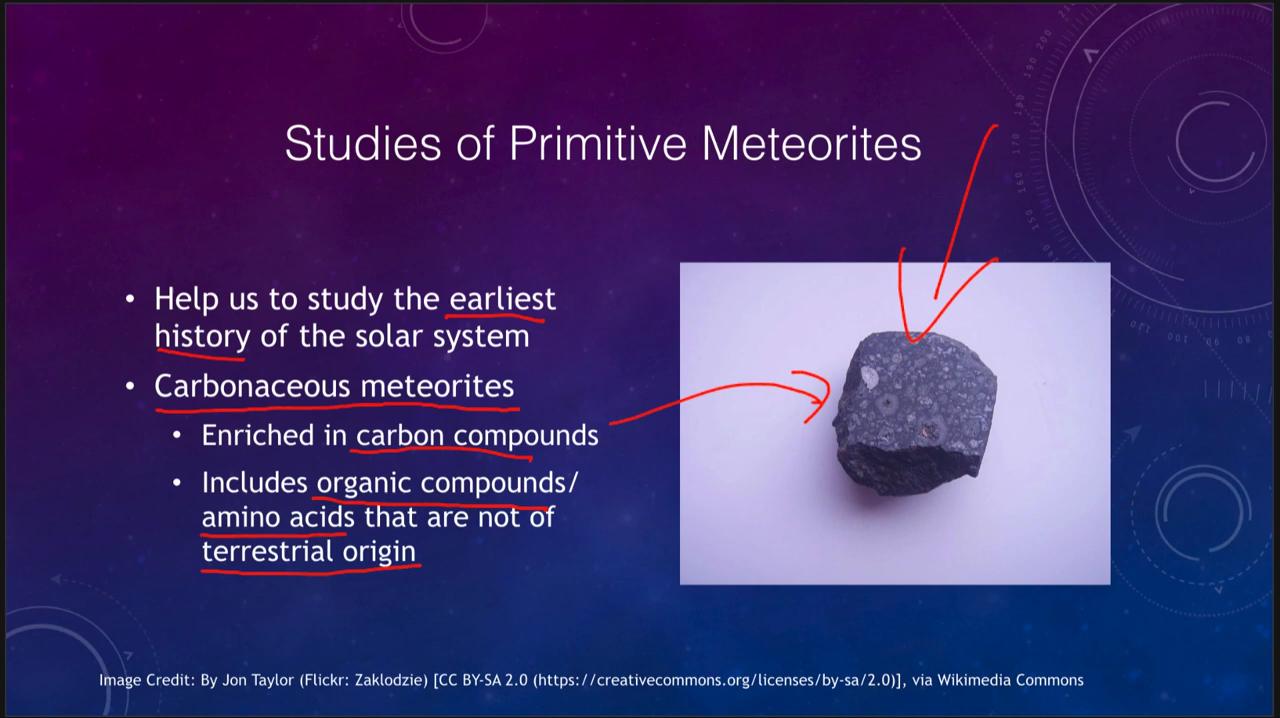 Studies of Primitive Meteorites
• Help us to study the earliest
history of the solar system
• Carbonaceous meteorites
• Enriched in carbon compounds
• Includes organic compounds/
amino acids that are not of
terrestrial origin
Image Credit: By Jon Taylor (Flickr: Zaklodzie) [CC BY-SA 2.0 (https://creativecommons.org/licenses/by-sa/2.0)], via Wikimedia Commons